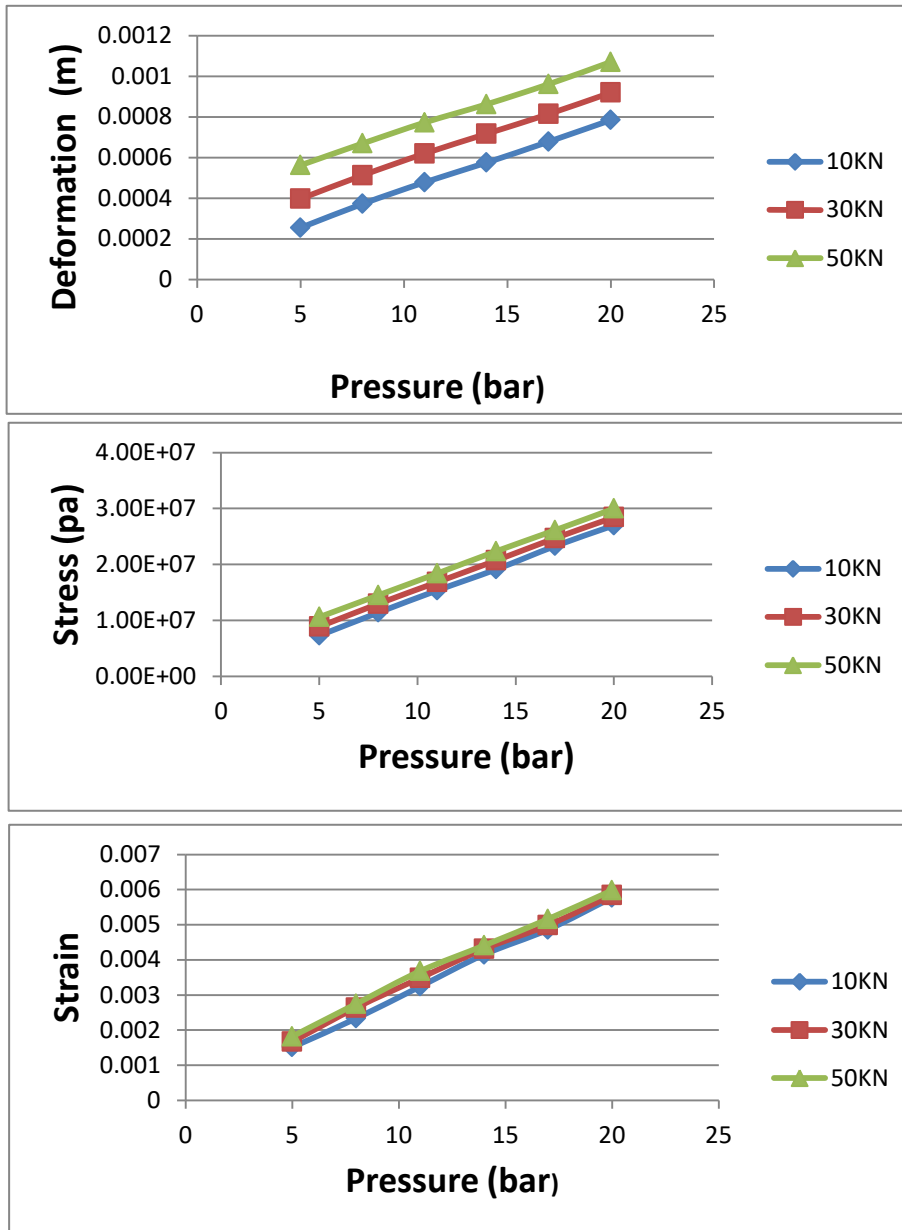 Deformation (m)
0.0012
0.001
0.0008
0.0006
0.0004
0.0002
0
0 5 10 15 20 25
Pressure (bar)
10KN
30KN
50KN
Stress (pa)
4.00E+07
3.00E+07
2.00E+07
1.00E+07
0.00E+00
0 5 10 15 20 25
Pressure (bar)
10KN
30KN
50KN
Strain
0.007
0.006
0.005
0.004
0.003
0.002
0.001
0
0 5 10 15 20 25
Pressure (bar)
10KN
30KN
50KN